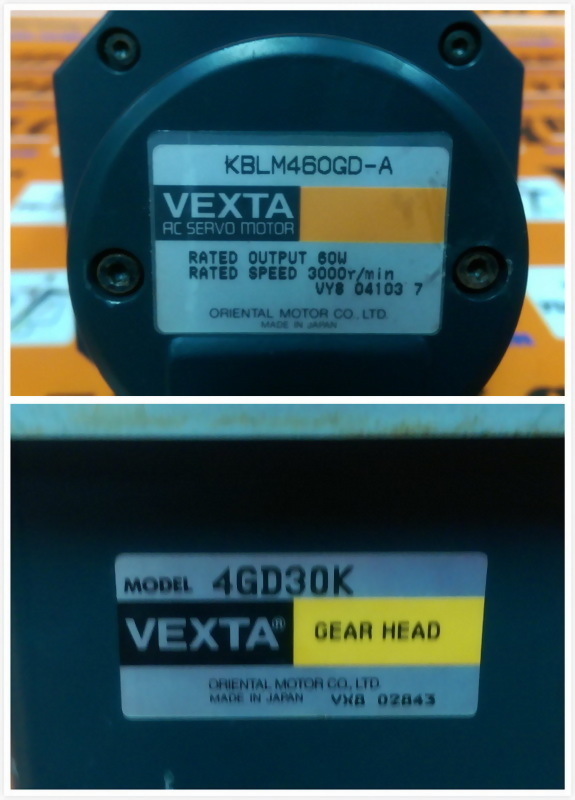 KBLM460GD-A
VEXTA
AC SERVO MOTOR
RATED OUTPUT 60W
RATED SPEED 3000r/min
VY8 04103 7
ORIENTAL MOTOR CO., LTD.
MADE IN JAPAN
MODEL 4GD30K
VEXTA® GEAR HEAD
ORIENTAL MOTOR CO., LTD.
MADE IN JAPAN VX8 02843